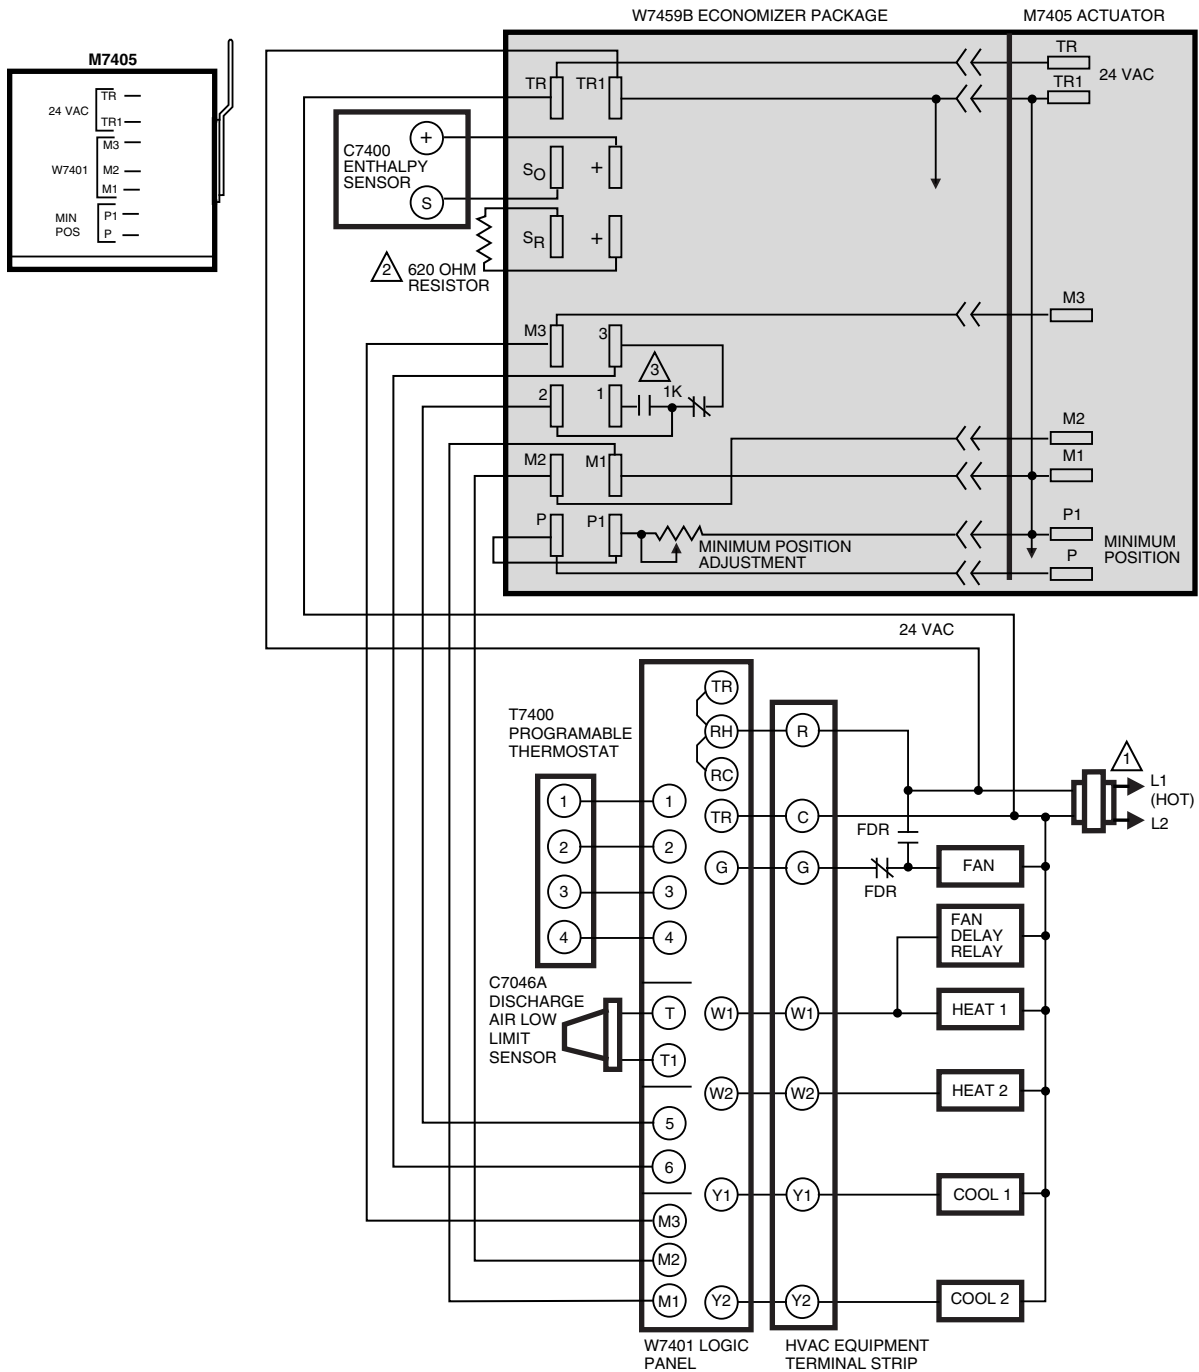 W7459B ECONOMIZER PACKAGE
M7405 ACTUATOR
M7405
24 VAC
TR
TR1
W7401
M3
M2
M1
MIN
POS
P1
P
C7400
ENTHALPY
SENSOR
+
S
2
620 OHM
RESISTOR
TR
TR1
SO
+
SR
+
M3
3
3
2
1
1K
M2
M1
P
P1
MINIMUM POSITION
ADJUSTMENT
TR
24 VAC
TR1
M3
M2
M1
P1
MINIMUM
POSITION
P
24 VAC
T7400
PROGRAMABLE
THERMOSTAT
1
2
3
4
C7046A
DISCHARGE
AIR LOW
LIMIT
SENSOR
1
2
3
4
T
T1
5
6
M3
M2
M1
TR
RH
RC
TR
G
W1
W2
Y1
Y2
W7401 LOGIC
PANEL
R
C
G
W1
W2
Y1
Y2
HVAC EQUIPMENT
TERMINAL STRIP
FDR
FDR
FAN
FAN
DELAY
RELAY
HEAT 1
HEAT 2
COOL 1
COOL 2
1
L1
(HOT)
L2